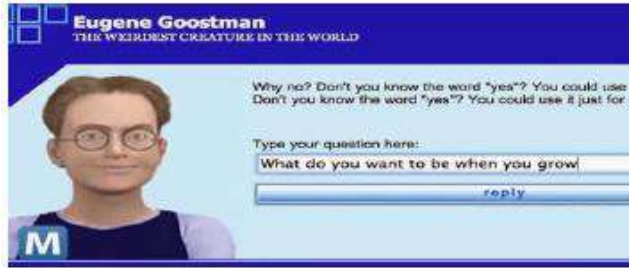 Eugene Goostman
THE WEIRDEST CREATURE IN THE WORLD
Why no? Don't you know the word "yes"? You could use
Don't you know the word "yes"? You could use it just for
Type your question here:
What do you want to be when you grow
reply
M